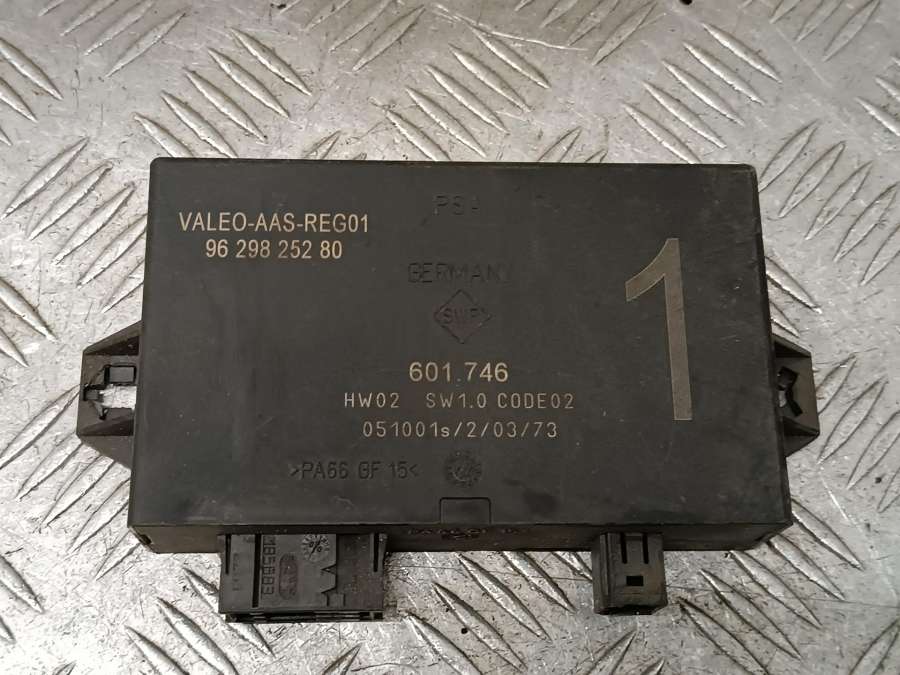 PSA
VALEO-AAS-REG01
96 298 252 80
GERMANY
SWF
1
601.746
HW02 SW1.0 CODE02
051001s/2/03/73
>PA66 GF 15<